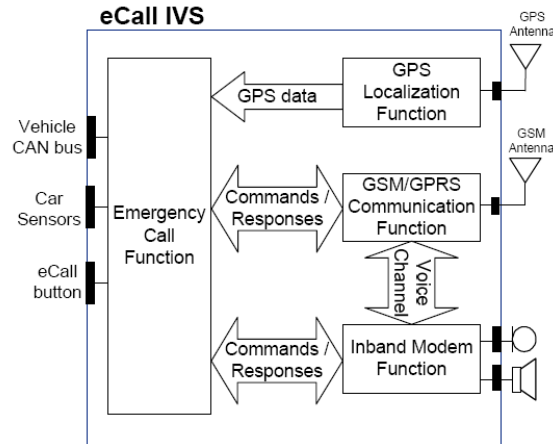 eCall IVS
GPS
Antenna
GPS
Localization
Function
GPS data
Vehicle
CAN bus
GSM
Antenna
Car
Sensors
Emergency
Call
Function
Commands /
Responses
GSM/GPRS
Communication
Function
eCall
button
Voice
Channel
Commands /
Responses
Inband Modem
Function